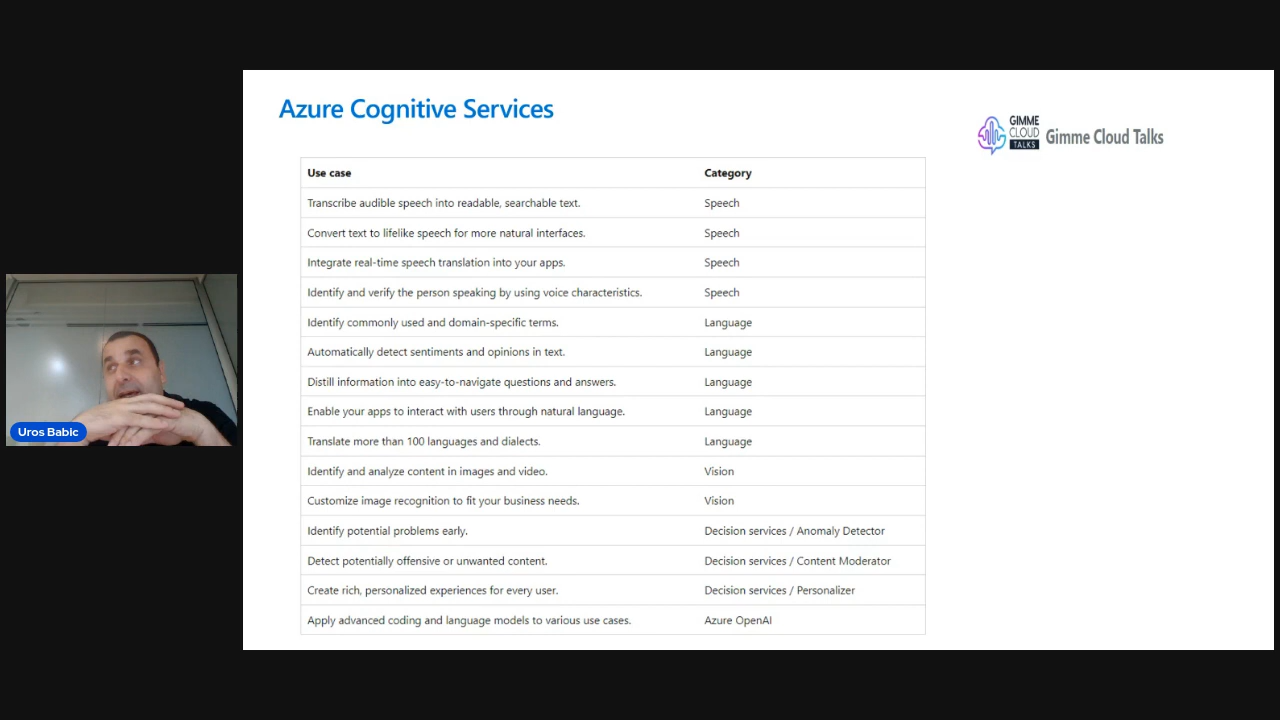 Azure Cognitive Services
GIMME
CLOUD
TALKS
Gimme Cloud Talks
Use case Category
Transcribe audible speech into readable, searchable text. Speech
Convert text to lifelike speech for more natural interfaces. Speech
Integrate real-time speech translation into your apps. Speech
Identify and verify the person speaking by using voice characteristics. Speech
Identify commonly used and domain-specific terms. Language
Automatically detect sentiments and opinions in text. Language
Distill information into easy-to-navigate questions and answers. Language
Enable your apps to interact with users through natural language. Language
Translate more than 100 languages and dialects. Language
Identify and analyze content in images and video. Vision
Customize image recognition to fit your business needs. Vision
Identify potential problems early. Decision services / Anomaly Detector
Detect potentially offensive or unwanted content. Decision services / Content Moderator
Create rich, personalized experiences for every user. Decision services / Personalizer
Apply advanced coding and language models to various use cases. Azure OpenAI
Uros Babic